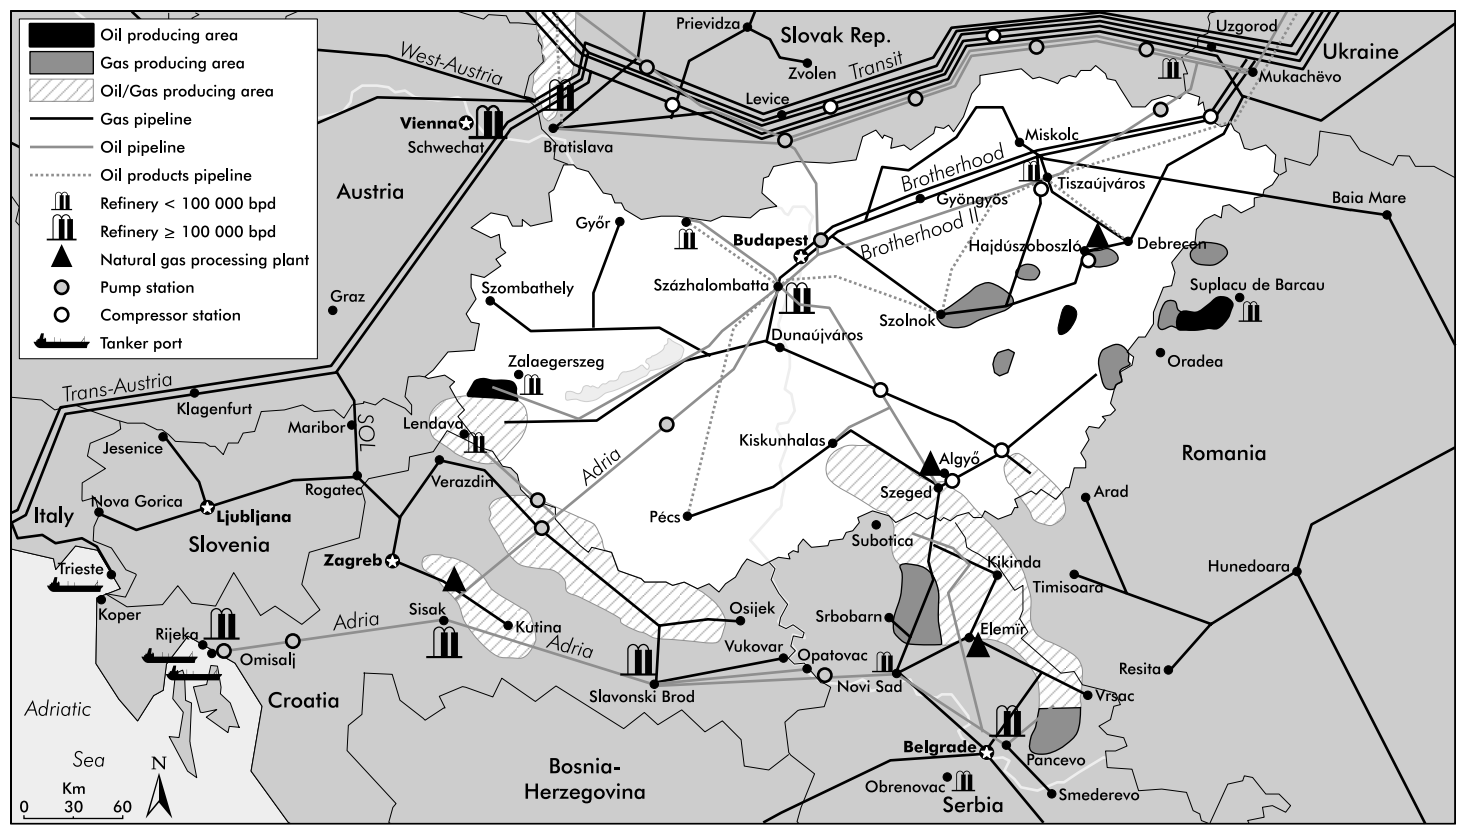 Oil producing area
Gas producing area
Oil/Gas producing area
Gas pipeline
Oil pipeline
Oil products pipeline
Refinery < 100 000 bpd
Refinery ≥ 100 000 bpd
Natural gas processing plant
Pump station
Compressor station
Tanker port
West-Austria
Vienna
Schwechat
Bratislava
Austria
Graz
Prievidza
Slovak Rep.
Zvolen
Levice
Transit
Uzgorod
Ukraine
Mukachëvo
Miskolc
Brotherhood
Tiszaújváros
Gyöngyös
Brotherhood II
Baia Mare
Győr
Budapest
Hajdúszoboszló
Debrecen
Szombathely
Százhalombatta
Szolnok
Suplacu de Barcau
Dunaújváros
Oradea
Zalaegerszeg
Trans-Austria
Klagenfurt
SOL
Maribor
Lendava
Jesenice
Kiskunhalas
Algyő
Romania
Adria
Verazdin
Rogatec
Szeged
Arad
Nova Gorica
Italy
Ljubljana
Slovenia
Pécs
Subotica
Zagreb
Kikinda
Timisoara
Hunedoara
Trieste
Koper
Sisak
Kutina
Adria
Adria
Osijek
Srbobarn
Elemir
Rijeka
Omisalj
Vukovar
Opatovac
Novi Sad
Resita
Vrsac
Slavonski Brod
Croatia
Adriatic
Sea
Belgrade
Pancevo
Bosnia-
Herzegovina
Obrenovac
Serbia
Smederevo
N
Km
0 30 60